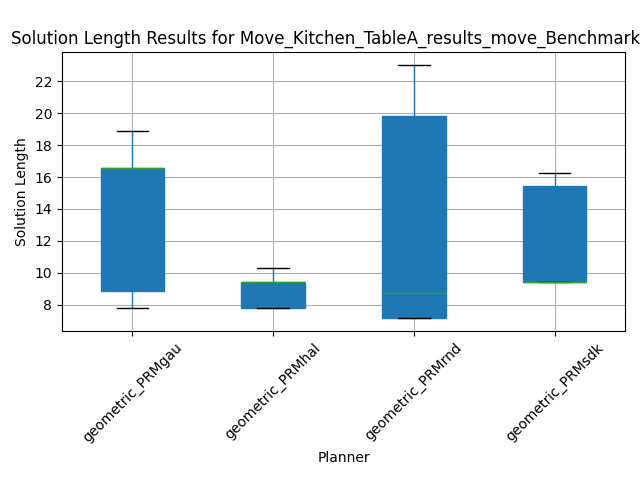 Solution Length Results for Move_Kitchen_TableA_results_move_Benchmark
22
20
18
16
14
12
10
8
Solution Length
geometric_PRMgau
geometric_PRMhal
geometric_PRMrnd
geometric_PRMsdk
Planner